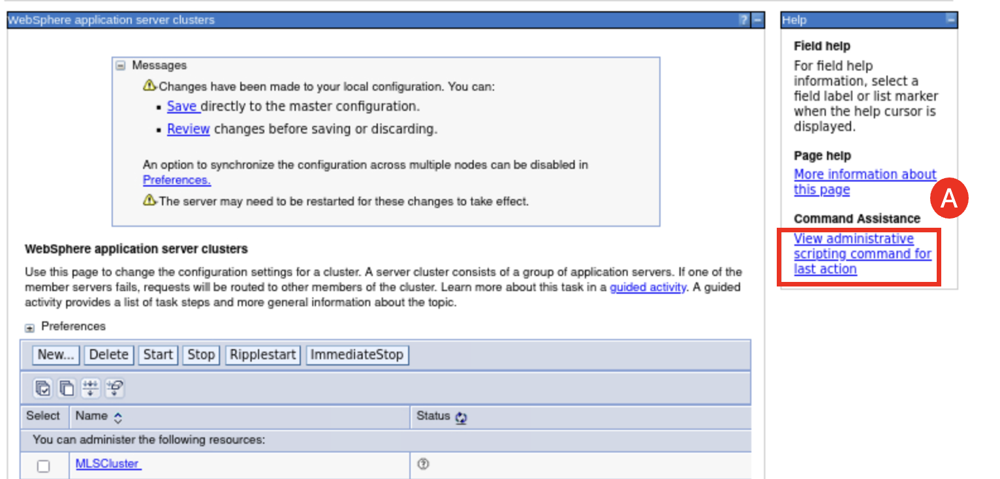 WebSphere application server clusters
?
Messages
Changes have been made to your local configuration. You can:
Save directly to the master configuration.
Review changes before saving or discarding.
An option to synchronize the configuration across multiple nodes can be disabled in
Preferences.
The server may need to be restarted for these changes to take effect.
WebSphere application server clusters
Use this page to change the configuration settings for a cluster. A server cluster consists of a group of application servers. If one of the
member servers fails, requests will be routed to other members of the cluster. Learn more about this task in a guided activity. A guided
activity provides a list of task steps and more general information about the topic.
Preferences
New... Delete Start Stop Ripplestart ImmediateStop
Select Name Status
You can administer the following resources:
MLSCluster
Help
Field help
For field help
information, select a
field label or list marker
when the help cursor is
displayed.
Page help
More information about
this page
A
Command Assistance
View administrative
scripting command for
last action